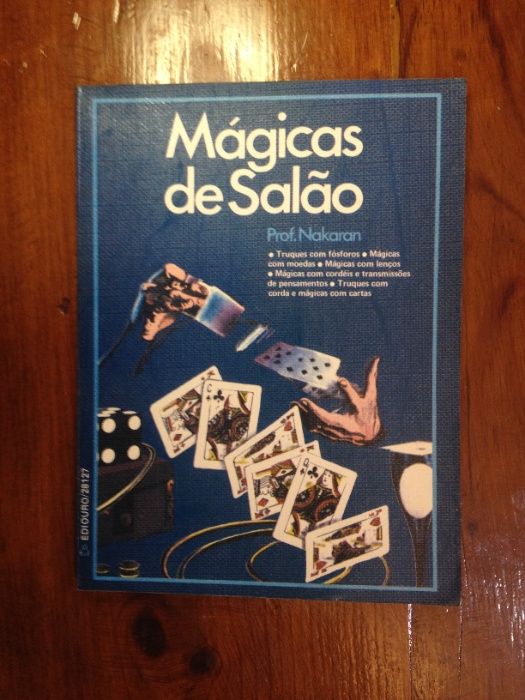 Mágicas
de Salão
Prof. Nakaran
• Truques com fósforos • Mágicas
com moedas • Mágicas com lenços
• Mágicas com cordéis e transmissões
de pensamentos • Truques com
corda e mágicas com cartas
EDIOURO/28127